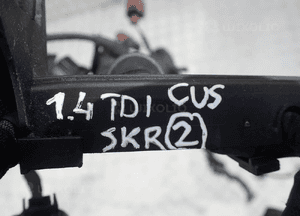 1.4 TDI CUS
SKR (2)